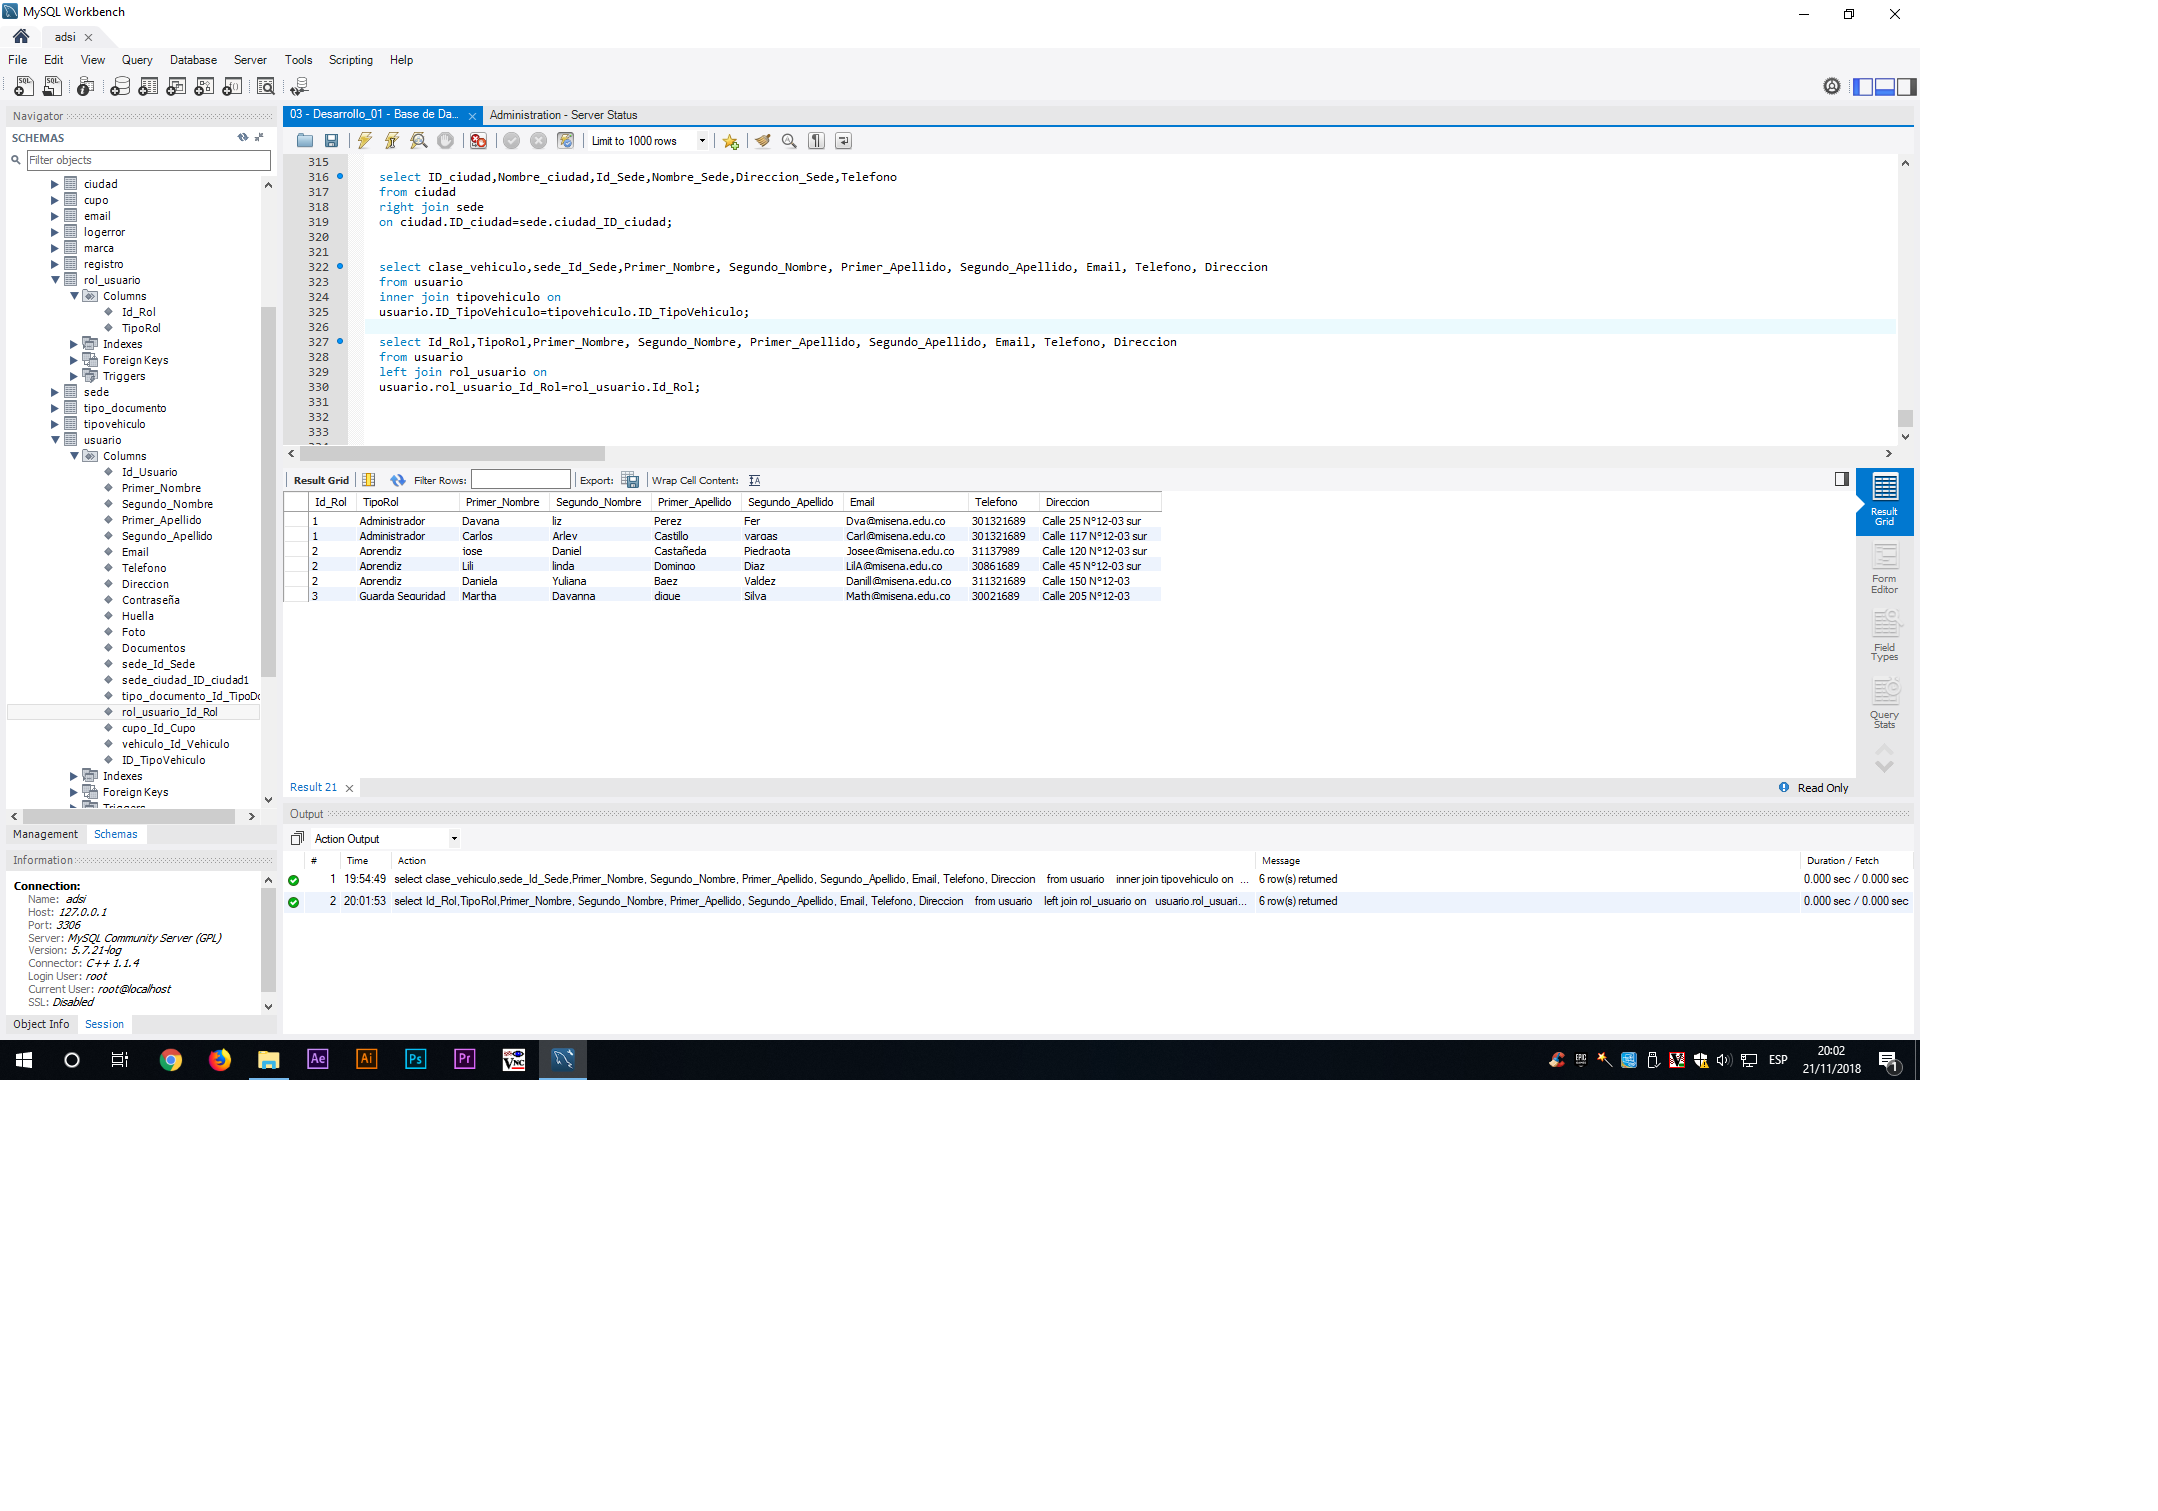 MySQL Workbench
adsi
File Edit View Query Database Server Tools Scripting Help
Navigator
SCHEMAS
Filter objects
ciudad
cupo
email
logerror
marca
registro
rol_usuario
Columns
Id_Rol
TipoRol
Indexes
Foreign Keys
Triggers
sede
tipo_documento
tipovehiculo
usuario
Columns
Id_Usuario
Primer_Nombre
Segundo_Nombre
Primer_Apellido
Segundo_Apellido
Email
Telefono
Direccion
Contraseña
Huella
Foto
Documentos
sede_Id_Sede
sede_ciudad_ID_ciudad1
tipo_documento_Id_TipoDo
rol_usuario_Id_Rol
cupo_Id_Cupo
vehiculo_Id_Vehiculo
ID_TipoVehiculo
Indexes
Foreign Keys
Triggers
Management Schemas
Information
Connection:
Name: adsi
Host: 127.0.0.1
Port: 3306
Server: MySQL Community Server (GPL)
Version: 5.7.21-log
Connector: C++ 1.1.4
Login User: root
Current User: root@localhost
SSL: Disabled
Object Info Session
03 - Desarrollo_01 - Base de Da... Administration - Server Status
Limit to 1000 rows
315
316 select ID_ciudad,Nombre_ciudad,Id_Sede,Nombre_Sede,Direccion_Sede,Telefono
317 from ciudad
318 right join sede
319 on ciudad.ID_ciudad=sede.ciudad_ID_ciudad;
320
321
322 select clase_vehiculo,sede_Id_Sede,Primer_Nombre, Segundo_Nombre, Primer_Apellido, Segundo_Apellido, Email, Telefono, Direccion
323 from usuario
324 inner join tipovehiculo on
325 usuario.ID_TipoVehiculo=tipovehiculo.ID_TipoVehiculo;
326
327 select Id_Rol,TipoRol,Primer_Nombre, Segundo_Nombre, Primer_Apellido, Segundo_Apellido, Email, Telefono, Direccion
328 from usuario
329 left join rol_usuario on
330 usuario.rol_usuario_Id_Rol=rol_usuario.Id_Rol;
331
332
333
Result Grid Filter Rows: Export: Wrap Cell Content:
Id_Rol TipoRol Primer_Nombre Segundo_Nombre Primer_Apellido Segundo_Apellido Email Telefono Direccion
1 Administrador Davana liz Perez Fer Dva@misena.edu.co 301321689 Calle 25 N°12-03 sur
1 Administrador Carlos Arley Castillo vargas Carl@misena.edu.co 301321689 Calle 117 N°12-03 sur
2 Aprendiz jose Daniel Castañeda Piedraota Josee@misena.edu.co 31137989 Calle 120 N°12-03 sur
2 Aprendiz Lili linda Domingo Diaz LilA@misena.edu.co 30861689 Calle 45 N°12-03 sur
2 Aprendiz Daniela Yuliana Baez Valdez Danill@misena.edu.co 311321689 Calle 150 N°12-03
3 Guarda Seguridad Martha Davanna dique Silva Math@misena.edu.co 30021689 Calle 205 N°12-03
Result Grid
Form Editor
Field Types
Query Stats
Result 21
Read Only
Output
Action Output
# Time Action Message Duration / Fetch
1 19:54:49 select clase_vehiculo,sede_Id_Sede,Primer_Nombre, Segundo_Nombre, Primer_Apellido, Segundo_Apellido, Email, Telefono, Direccion from usuario inner join tipovehiculo on ... 6 row(s) returned 0.000 sec / 0.000 sec
2 20:01:53 select Id_Rol,TipoRol,Primer_Nombre, Segundo_Nombre, Primer_Apellido, Segundo_Apellido, Email, Telefono, Direccion from usuario left join rol_usuario on usuario.rol_usuari... 6 row(s) returned 0.000 sec / 0.000 sec
Ae Ai Ps Pr VNC
ESP
20:02
21/11/2018
1